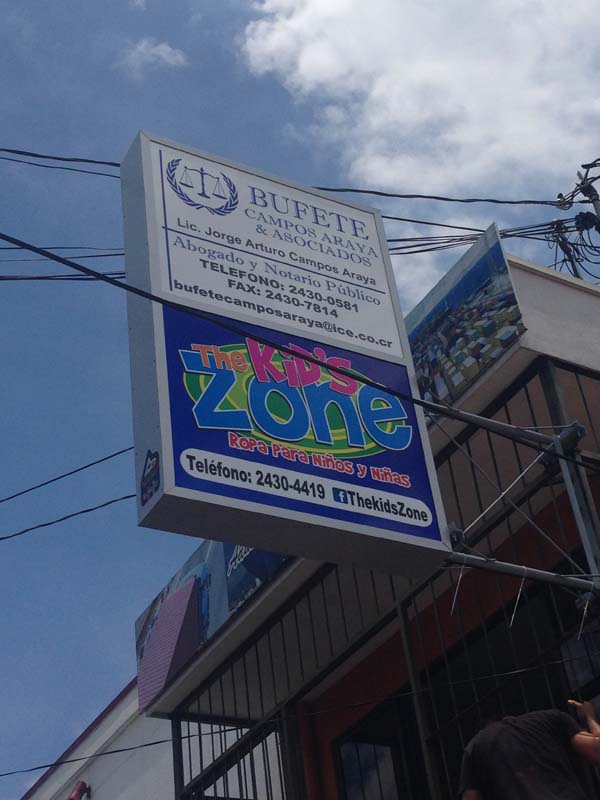 BUFETE
CAMPOS ARAYA
& ASOCIADOS
Lic. Jorge Arturo Campos Araya
Abogado y Notario Público
TELEFONO: 2430-0581
FAX: 2430-7814
bufetecamposaraya@ice.co.cr
The KiD'S
Zone
Ropa para Niños y Niñas
Teléfono: 2430-4419 f TheKidsZone